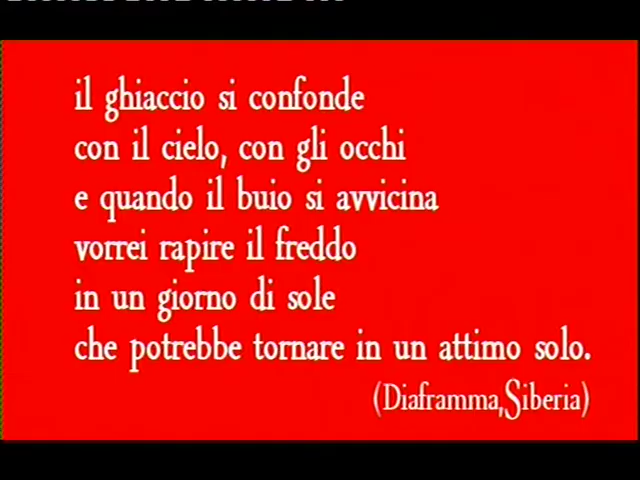 il ghiaccio si confonde
con il cielo, con gli occhi
e quando il buio si avvicina
vorrei rapire il freddo
in un giorno di sole
che potrebbe tornare in un attimo solo.
(Diaframma,Siberia)